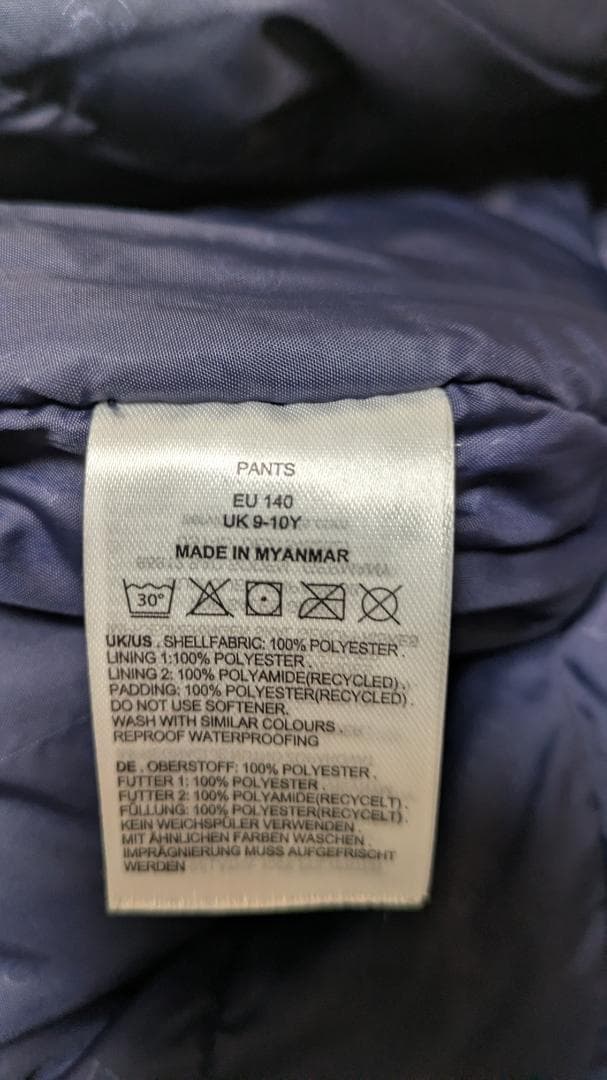 PANTS
EU 140
UK 9-10Y
MADE IN MYANMAR
30°
UK/US . SHELLFABRIC: 100% POLYESTER .
LINING 1:100% POLYESTER .
LINING 2: 100% POLYAMIDE(RECYCLED) .
PADDING: 100% POLYESTER(RECYCLED) .
DO NOT USE SOFTENER.
WASH WITH SIMILAR COLOURS .
REPROOF WATERPROOFING
DE . OBERSTOFF: 100% POLYESTER .
FUTTER 1: 100% POLYESTER .
FUTTER 2: 100% POLYAMIDE(RECYCELT) .
FÜLLUNG: 100% POLYESTER(RECYCELT) .
KEIN WEICHSPÜLER VERWENDEN .
MIT ÄHNLICHEN FARBEN WASCHEN .
IMPRÄGNIERUNG MUSS AUFGEFRISCHT
WERDEN